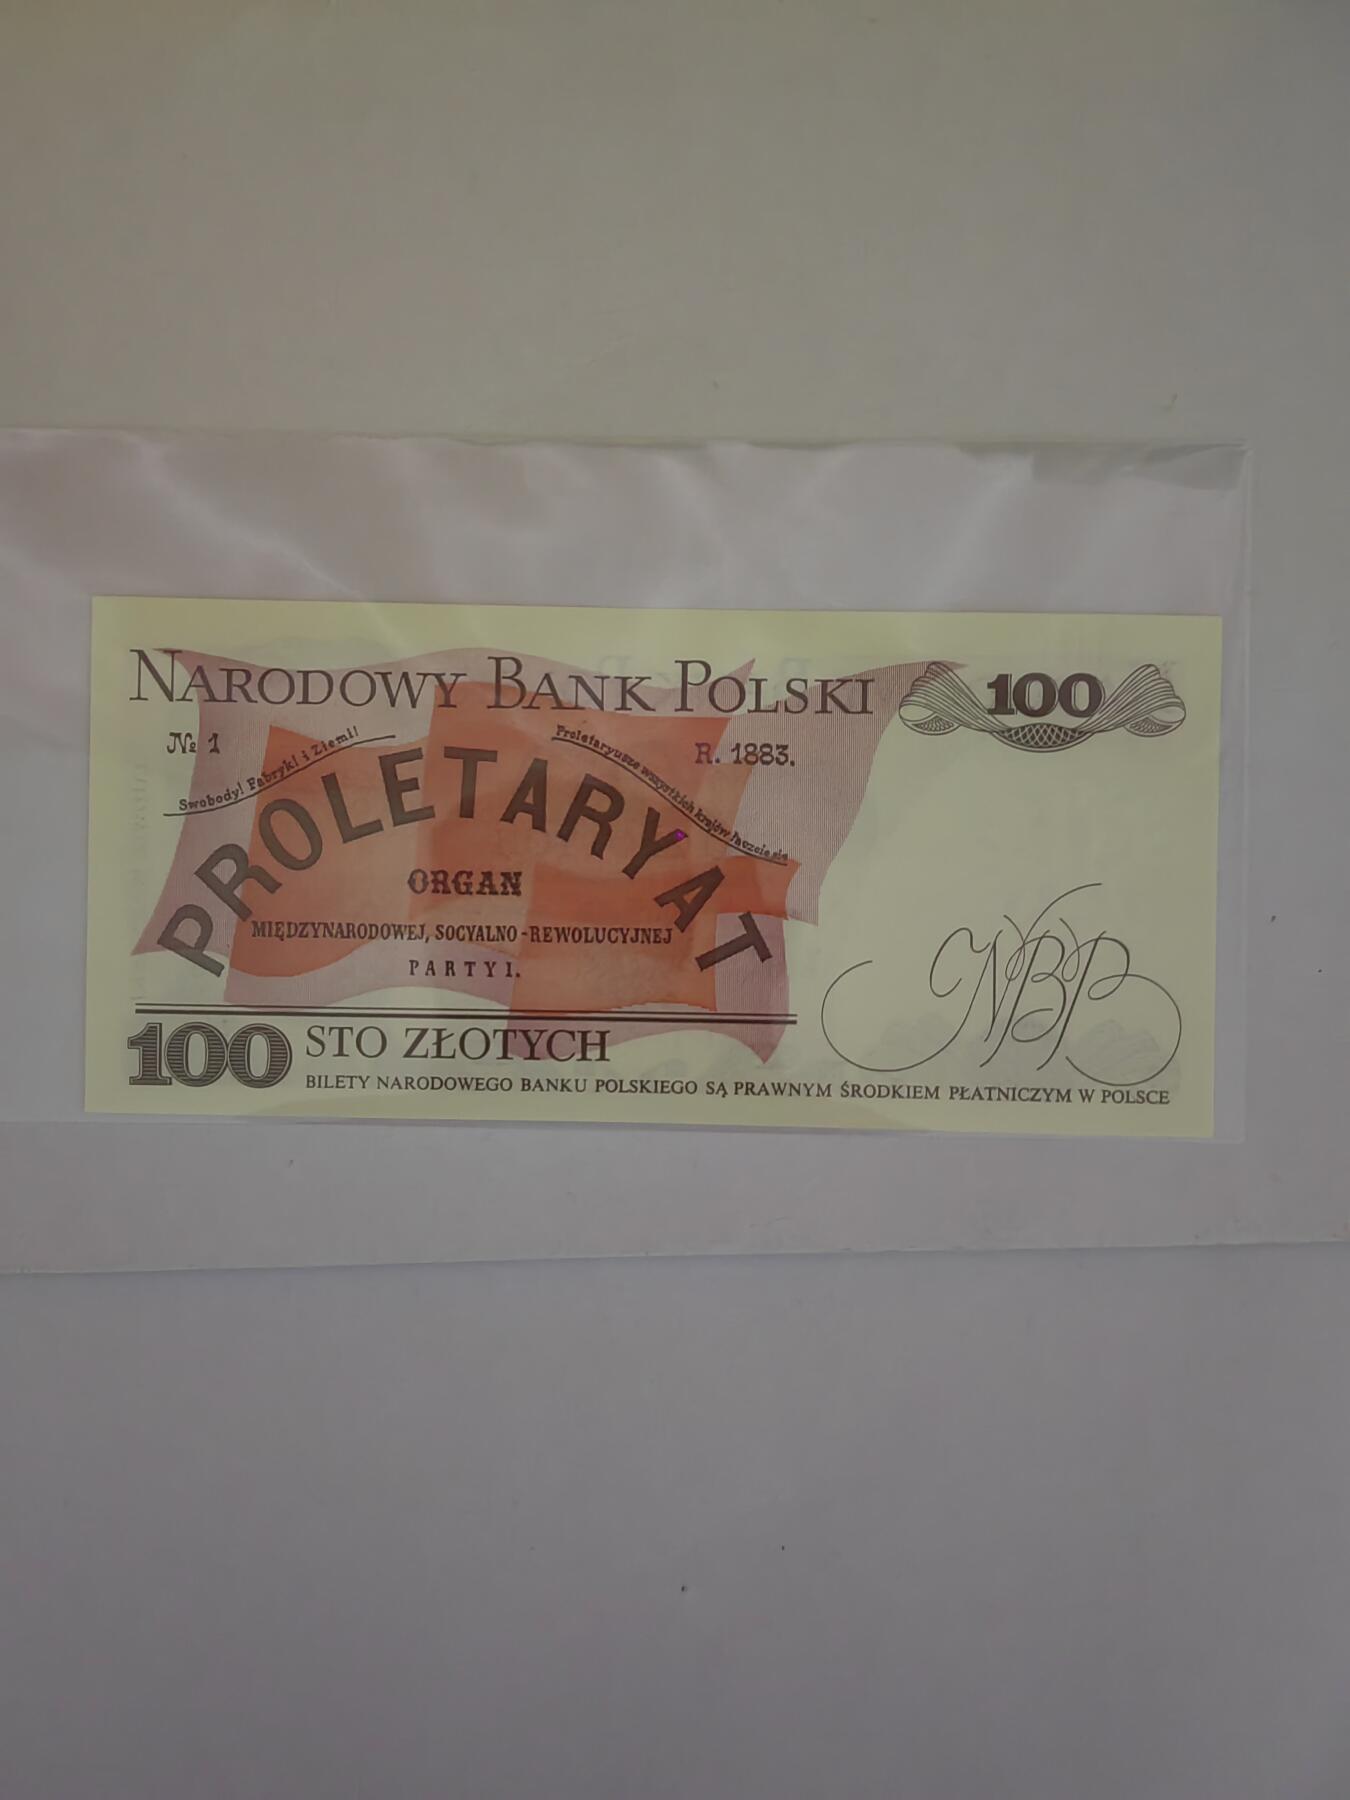 NARODOWY BANK POLSKI
100
№ 1
R. 1883.
Swobody! Fabryk! i Ziemi!
Proletaryusze wszystkich krajów łączcie się
PROLETARYAT
ORGAN
MIĘDZYNARODOWEJ, SOCYALNO-REWOLUCYJNEJ
PARTYI.
NBP
100 STO ZŁOTYCH
BILETY NARODOWEGO BANKU POLSKIEGO SĄ PRAWNYM ŚRODKIEM PŁATNICZYM W POLSCE